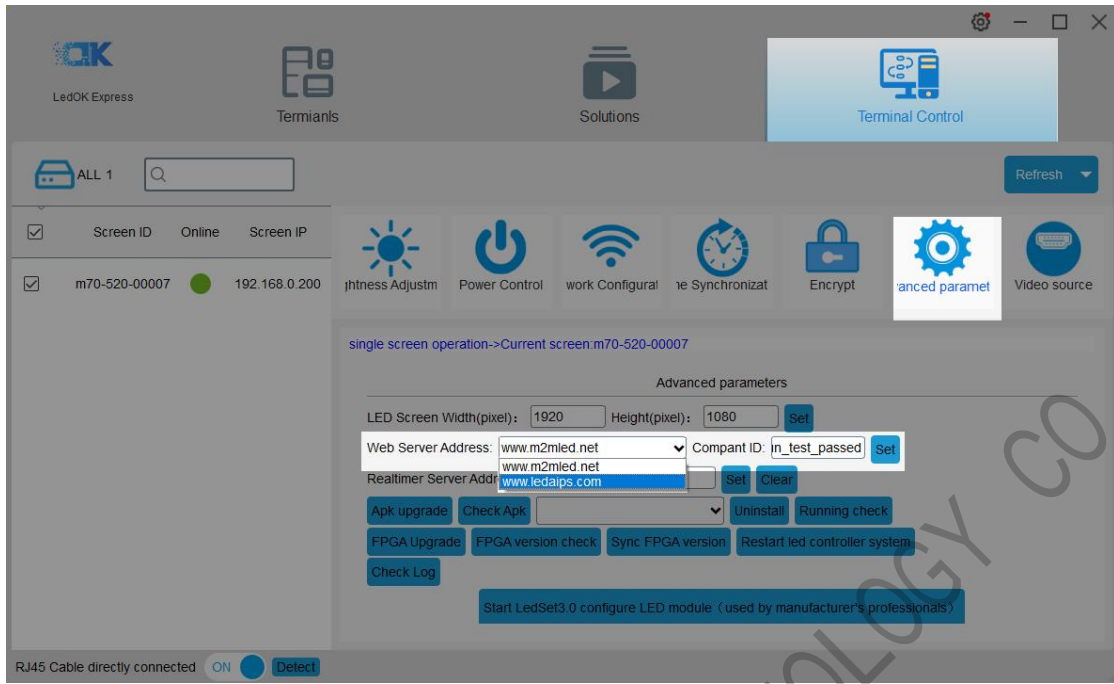 OK
LedOK Express
Termianls
Solutions
Terminal Control
ALL 1
Refresh
Screen ID Online Screen IP
m70-520-00007 192.168.0.200
ghtness Adjustm Power Control work Configurat ne Synchronizat Encrypt anced paramet Video source
single screen operation->Current screen:m70-520-00007
Advanced parameters
LED Screen Width(pixel): 1920 Height(pixel): 1080 Set
Web Server Address: www.m2mled.net Compant ID: un_test_passed Set
www.m2mled.net
www.ledaips.com
Realtimer Server Addr Set Clear
Apk upgrade Check Apk Uninstall Running check
FPGA Upgrade FPGA version check Sync FPGA version Restart led controller system
Check Log
Start LedSet3.0 configure LED module（used by manufacturer's professionals）
RJ45 Cable directly connected ON Detect
OLOGY CO